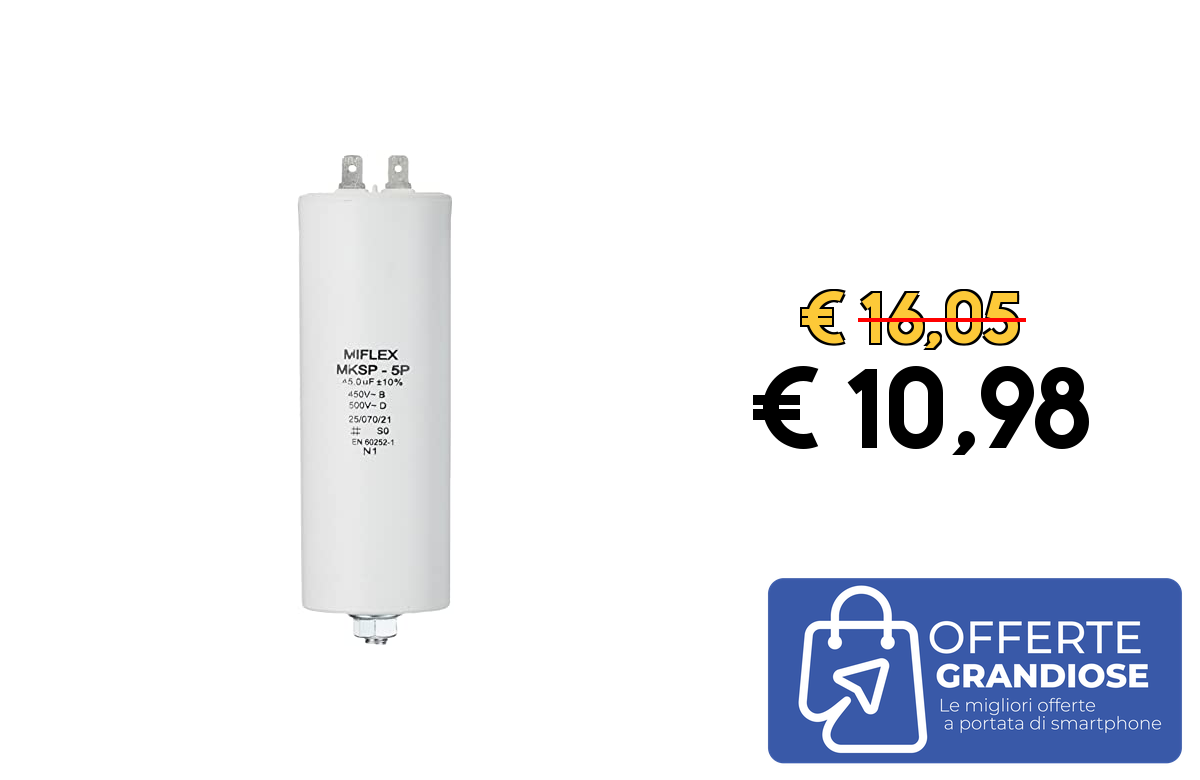 MIFLEX
MKSP - 5P
45.0uF±10%
450V~ B
500V~ D
25/070/21
# S0
EN 60252-1
N1
€ 16,05
€ 10,98
OFFERTE
GRANDIOSE
Le migliori offerte
a portata di smartphone